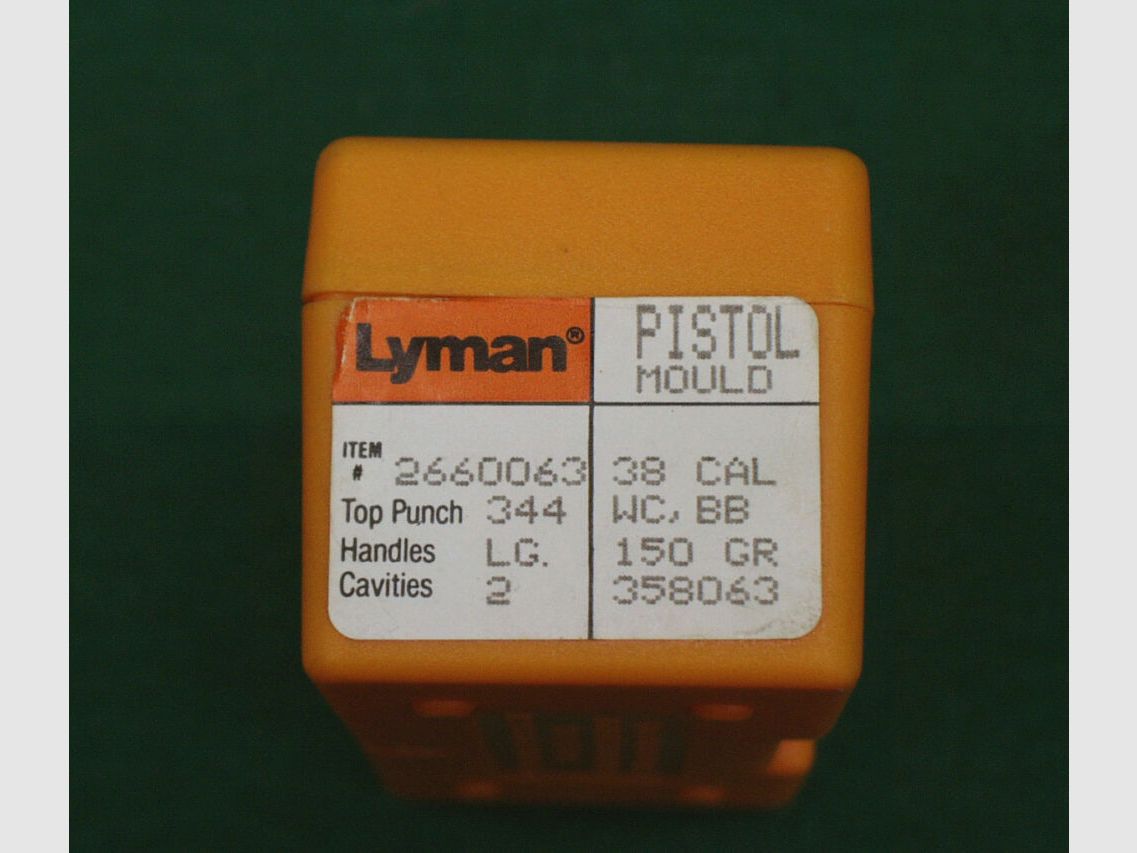 Lyman®
PISTOL
MOULD
ITEM # 2660063
Top Punch 344
Handles LG.
Cavities 2
38 CAL
WC, BB
150 GR
358063